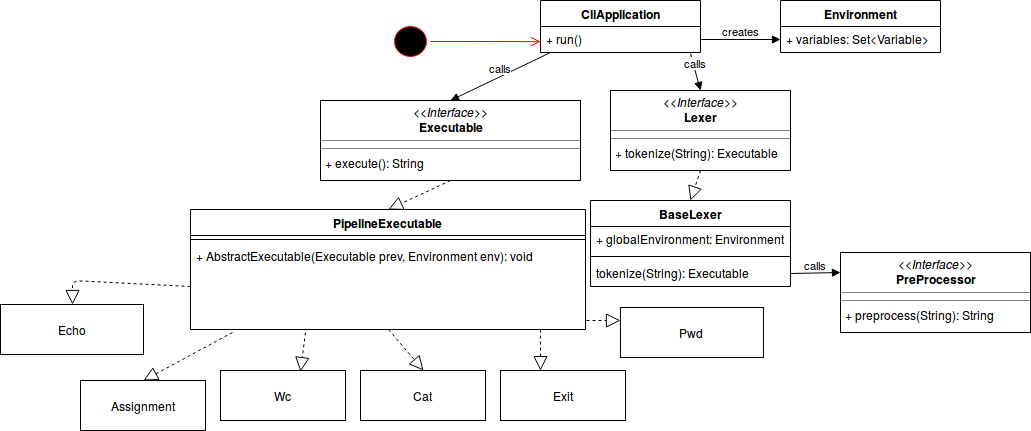 CliApplication
+ run()
creates
Environment
+ variables: Set<Variable>
calls
calls
<<Interface>>
Executable
+ execute(): String
<<Interface>>
Lexer
+ tokenize(String): Executable
PipelineExecutable
+ AbstractExecutable(Executable prev, Environment env): void
BaseLexer
+ globalEnvironment: Environment
tokenize(String): Executable
calls
<<Interface>>
PreProcessor
+ preprocess(String): String
Echo
Pwd
Assignment
Wc
Cat
Exit